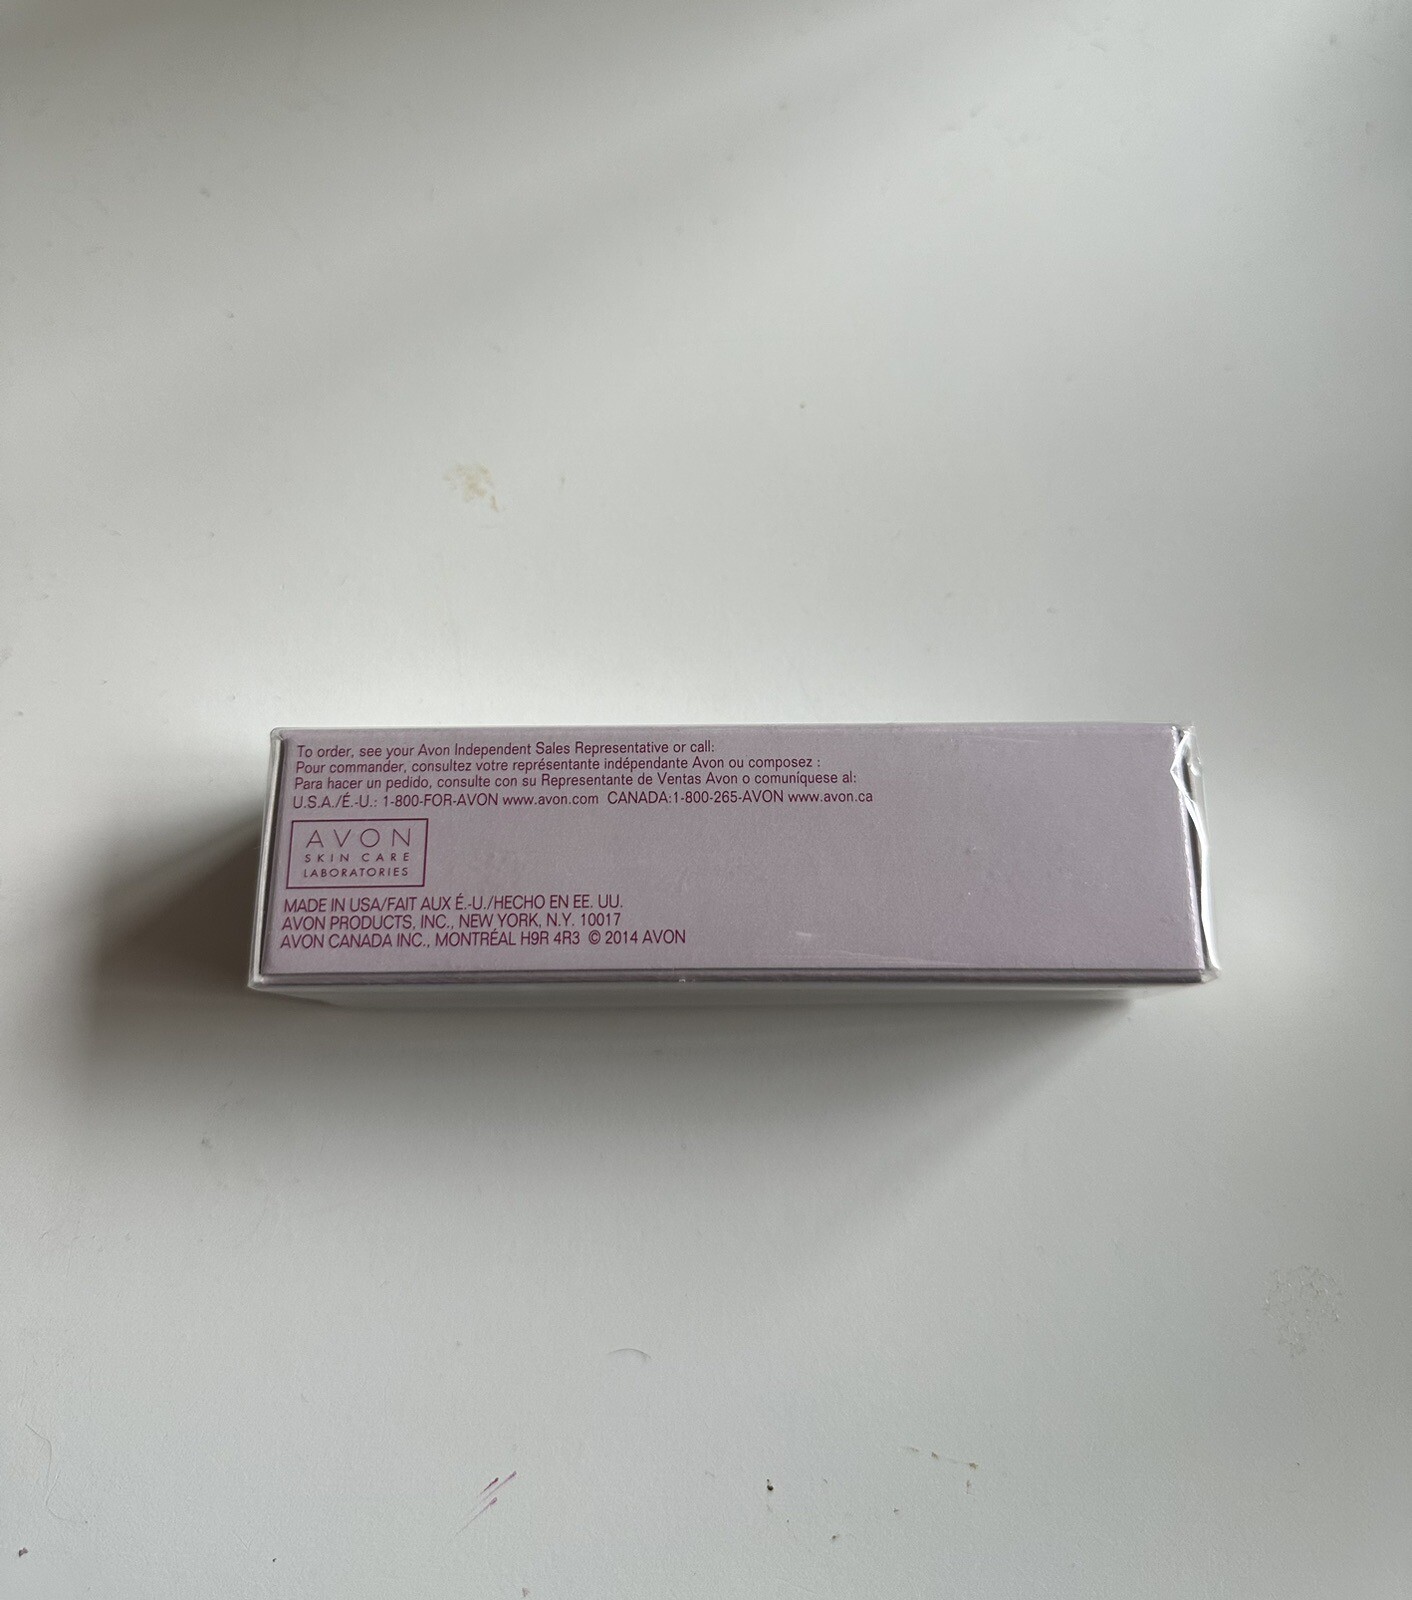 To order, see your Avon Independent Sales Representative or call:
Pour commander, consultez votre représentante indépendante Avon ou composez :
Para hacer un pedido, consulte con su Representante de Ventas Avon o comuníquese al:
U.S.A./É.-U.: 1-800-FOR-AVON www.avon.com CANADA:1-800-265-AVON www.avon.ca
AVON
SKIN CARE
LABORATORIES
MADE IN USA/FAIT AUX É.-U./HECHO EN EE. UU.
AVON PRODUCTS, INC., NEW YORK, N.Y. 10017
AVON CANADA INC., MONTRÉAL H9R 4R3 © 2014 AVON